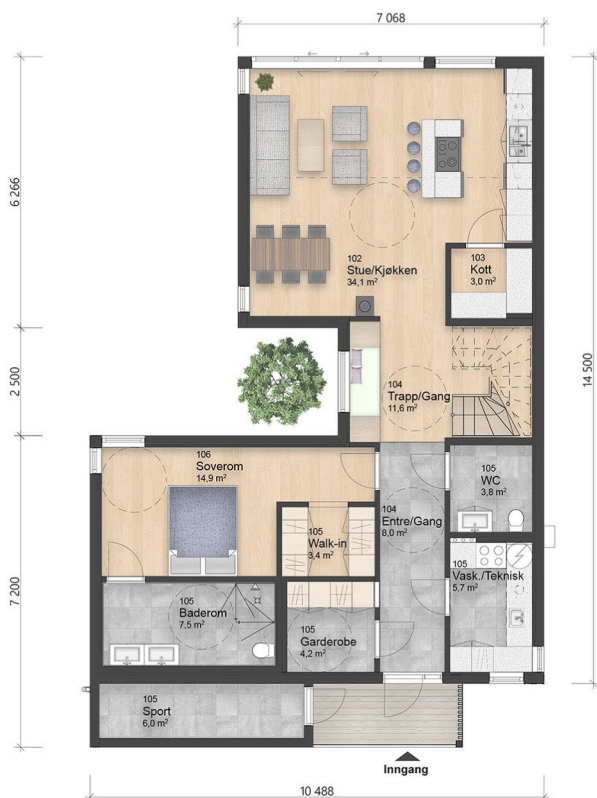 7 068
6 266
102
Stue/Kjøkken
34,1 m²
103
Kott
3,0 m²
2 500
14 500
104
Trapp/Gang
11,6 m²
106
Soverom
14,9 m²
105
WC
3,8 m²
104
Entre/Gang
8,0 m²
105
Walk-in
3,4 m²
105
Vask./Teknisk
5,7 m²
7 200
105
Baderom
7,5 m²
105
Garderobe
4,2 m²
105
Sport
6,0 m²
Inngang
10 488